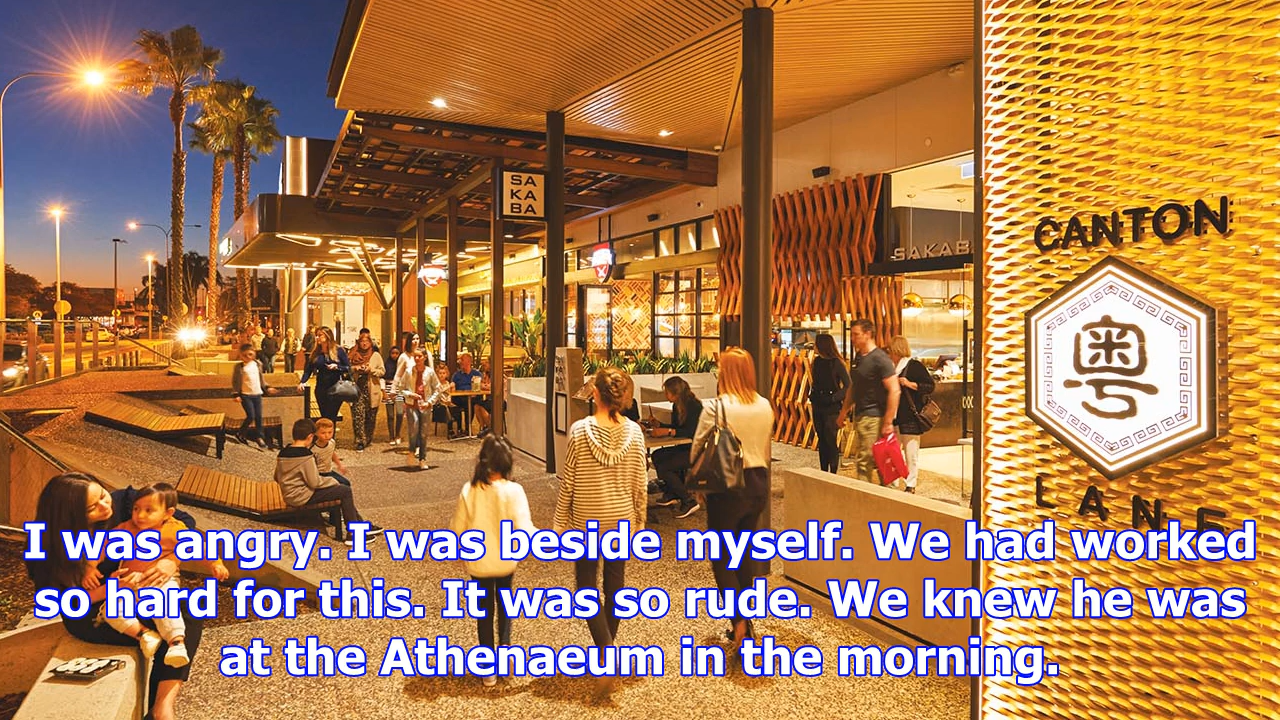 SA
KA
BA
SAKAB
CANTON
粤
LANE
I was angry. I was beside myself. We had worked
so hard for this. It was so rude. We knew he was
at the Athenaeum in the morning.